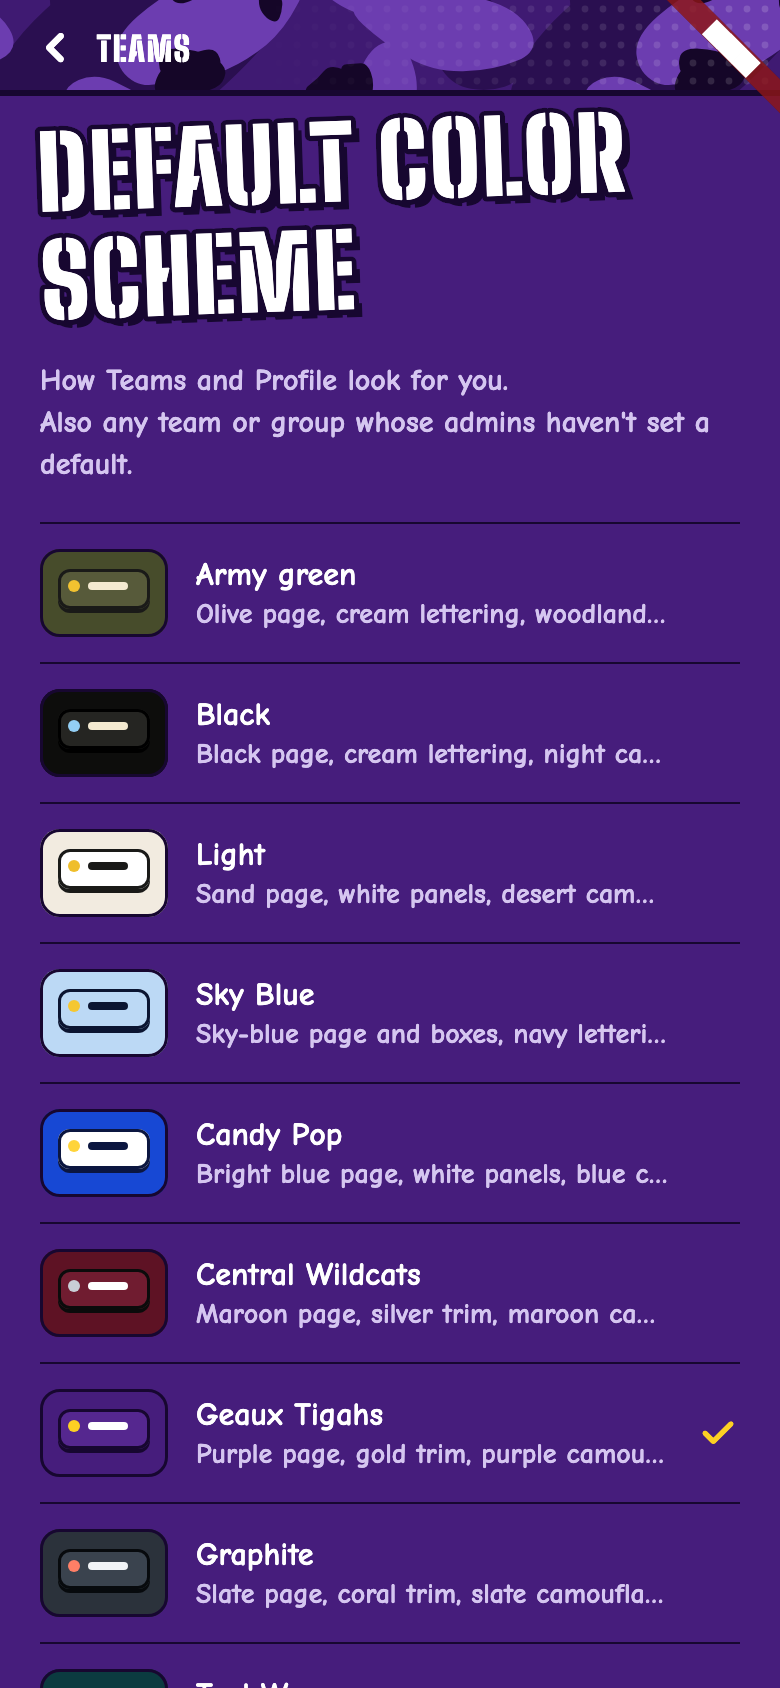 TEAMS
DEFAULT COLOR
SCHEME
How Teams and Profile look for you.
Also any team or group whose admins haven't set a
default.
Army green
Olive page, cream lettering, woodland...
Black
Black page, cream lettering, night ca...
Light
Sand page, white panels, desert cam...
Sky Blue
Sky-blue page and boxes, navy letteri...
Candy Pop
Bright blue page, white panels, blue c...
Central Wildcats
Maroon page, silver trim, maroon ca...
Geaux Tigahs
Purple page, gold trim, purple camou...
Graphite
Slate page, coral trim, slate camoufla...